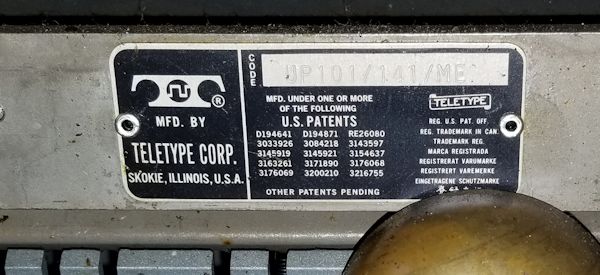 ®
MFD. BY
TELETYPE CORP.
SKOKIE, ILLINOIS, U.S.A.
CODE
UP101/141/ME
MFD. UNDER ONE OR MORE
OF THE FOLLOWING
U.S. PATENTS
D194641 D194871 RE26080
3033926 3084218 3143597
3145919 3145921 3154637
3163261 3171890 3176068
3176069 3200210 3216755
OTHER PATENTS PENDING
TELETYPE
REG. U.S. PAT. OFF.
REG. TRADEMARK IN CAN.
TRADEMARK REG.
MARCA REGISTRADA
REGISTRERAT VARUMÄRKE
REGISTRERT VAREMERKE
EINGETRAGENE SCHUTZMARKE